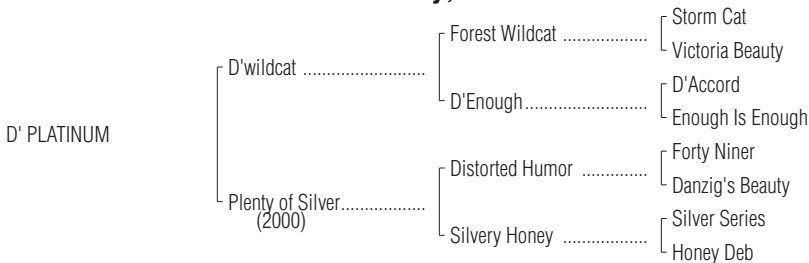 Storm Cat
Forest Wildcat ..................
Victoria Beauty
D'wildcat ..........................
D'Accord
D'Enough..........................
Enough Is Enough
D' PLATINUM
Forty Niner
Distorted Humor ..............
Danzig's Beauty
Plenty of Silver..................
(2000)
Silver Series
Silvery Honey ..................
Honey Deb